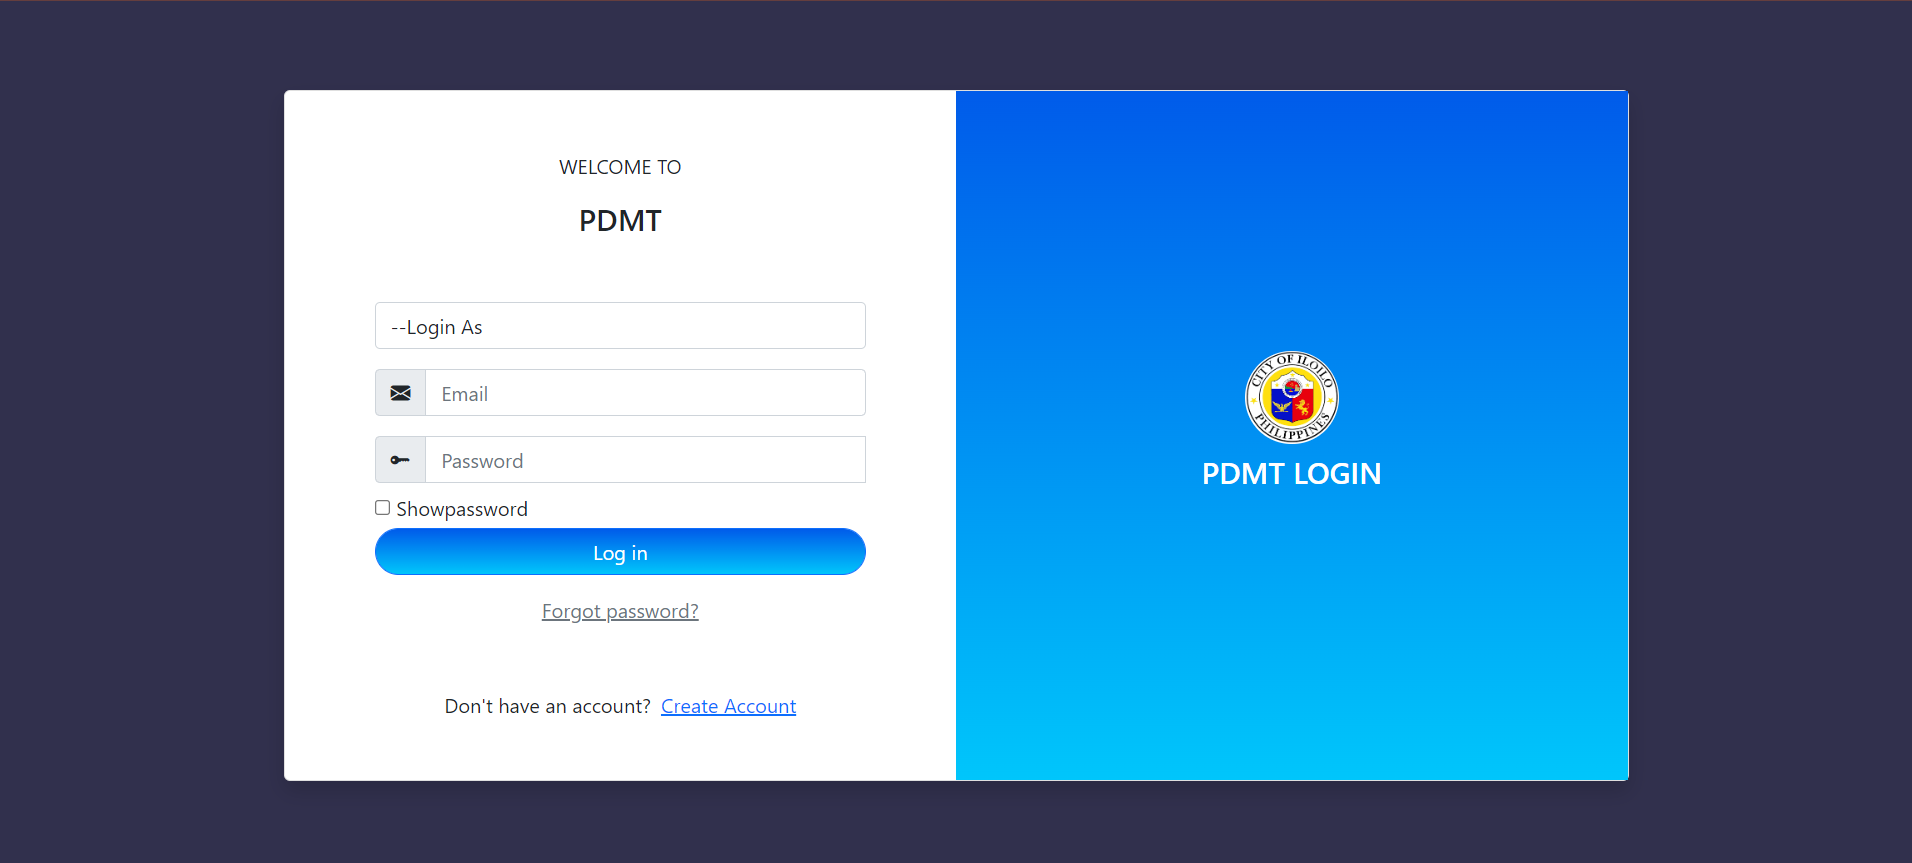 WELCOME TO
PDMT
--Login As
Email
Password
Showpassword
Log in
Forgot password?
Don't have an account? Create Account
CITY OF ILOILO
PHILIPPINES
PDMT LOGIN